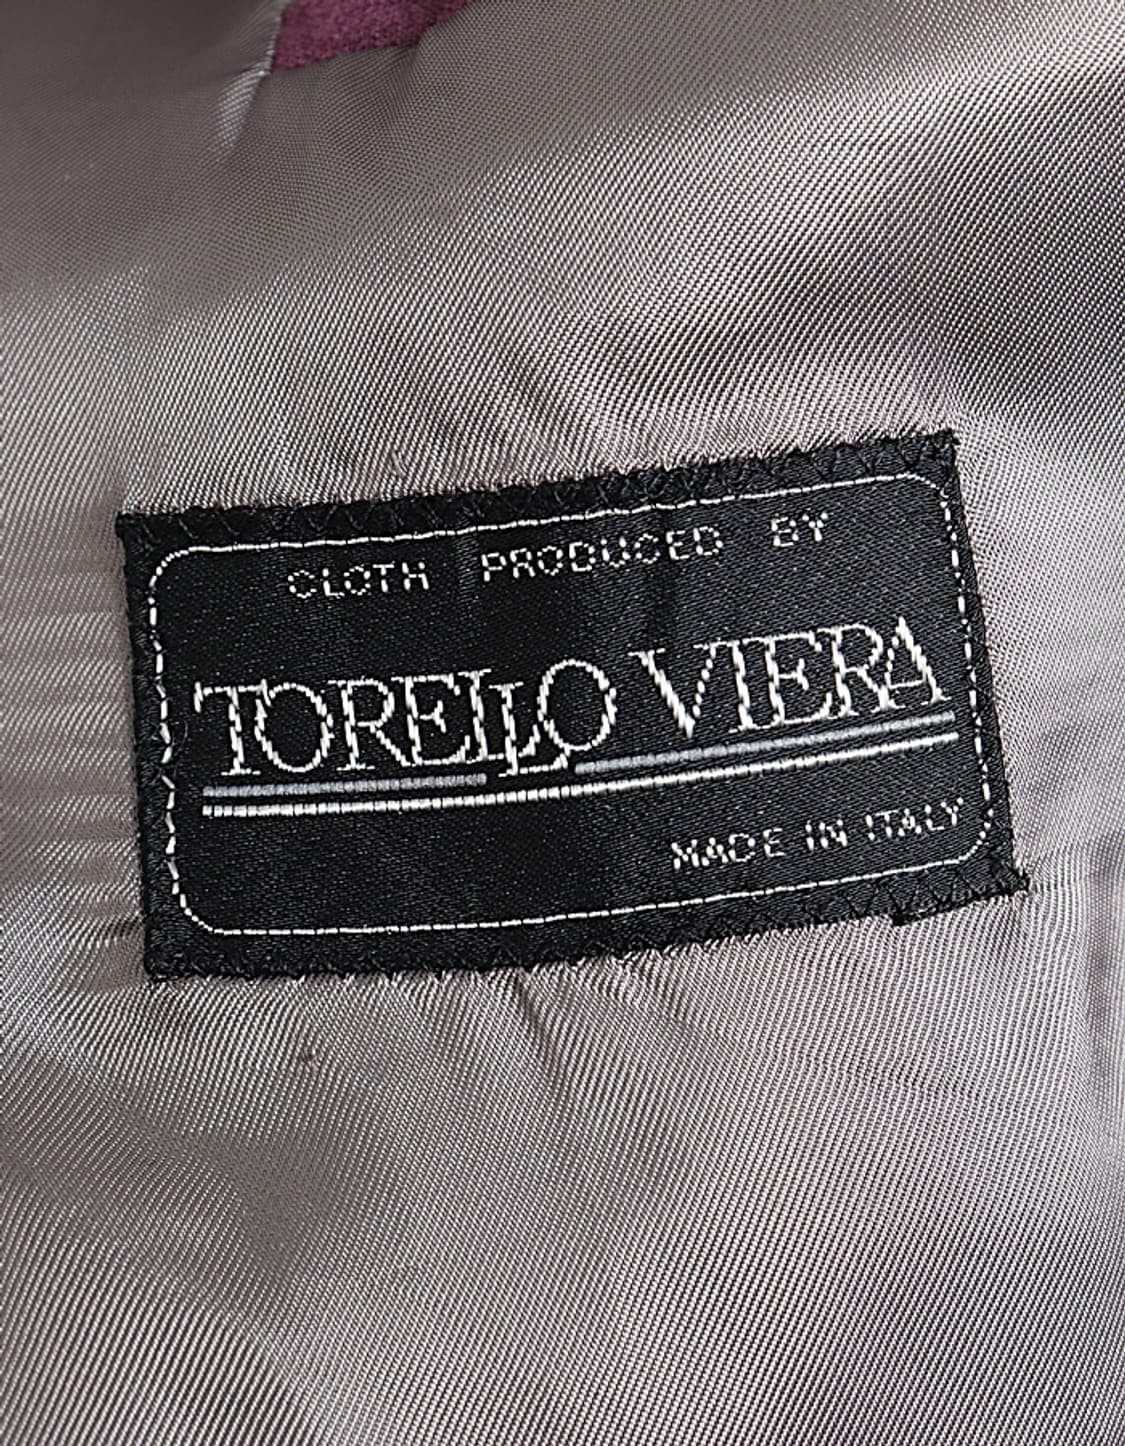 CLOTH PRODUCED BY
TORELLO VIERA
MADE IN ITALY